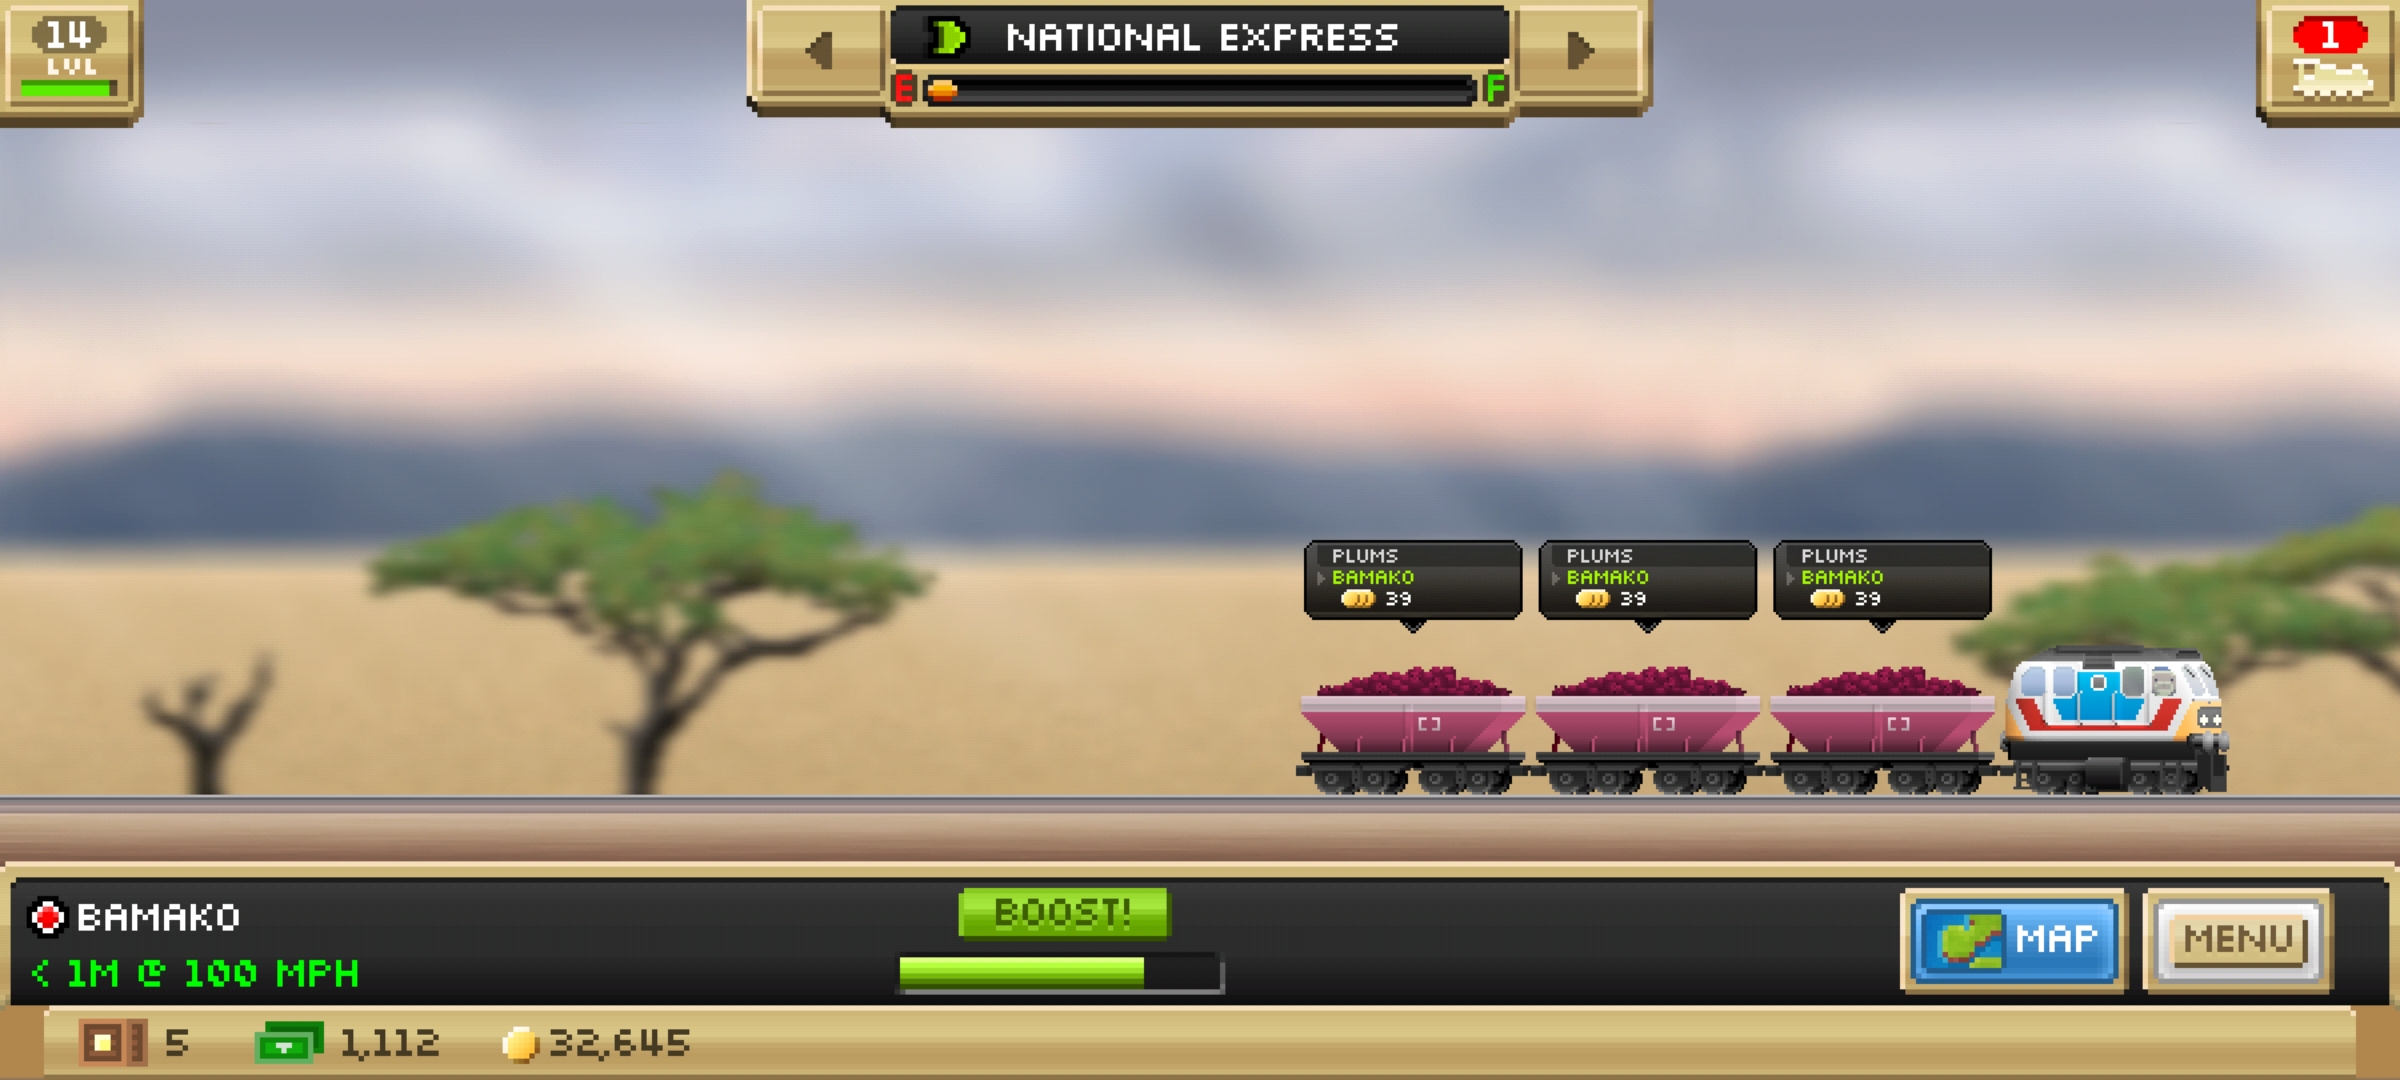 14
LVL
NATIONAL EXPRESS
E F
1
PLUMS
BAMAKO
39
PLUMS
BAMAKO
39
PLUMS
BAMAKO
39
BAMAKO
< 1M @ 100 MPH
BOOST!
MAP
MENU
5
1,112
32,645